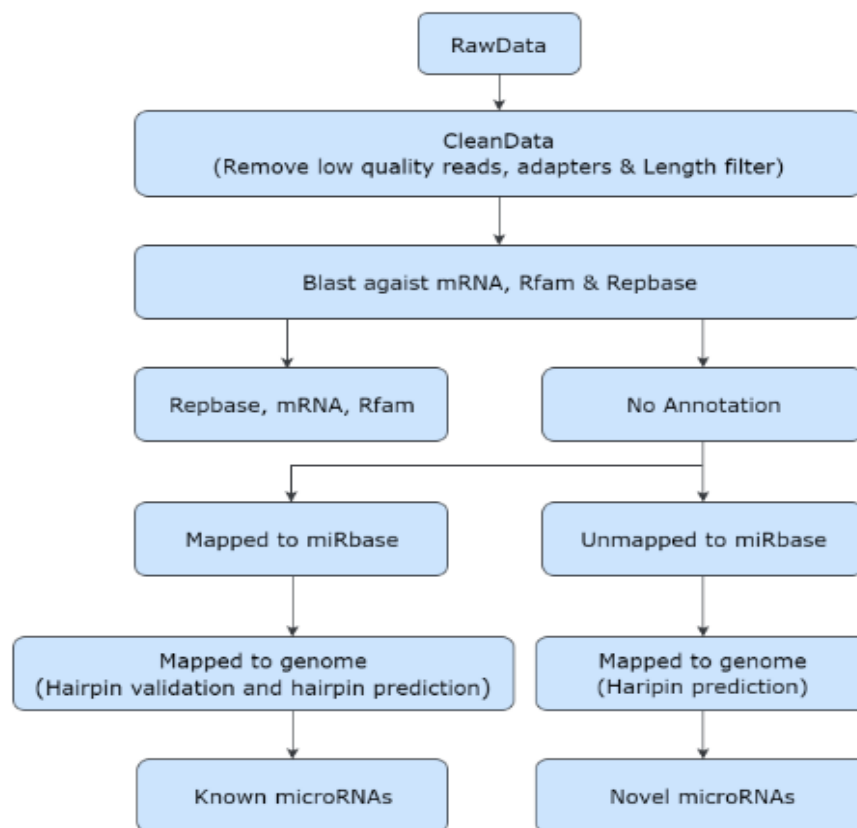 RawData
CleanData
(Remove low quality reads, adapters & Length filter)
Blast agaist mRNA, Rfam & Repbase
Repbase, mRNA, Rfam
No Annotation
Mapped to miRbase
Unmapped to miRbase
Mapped to genome
(Hairpin validation and hairpin prediction)
Mapped to genome
(Haripin prediction)
Known microRNAs
Novel microRNAs